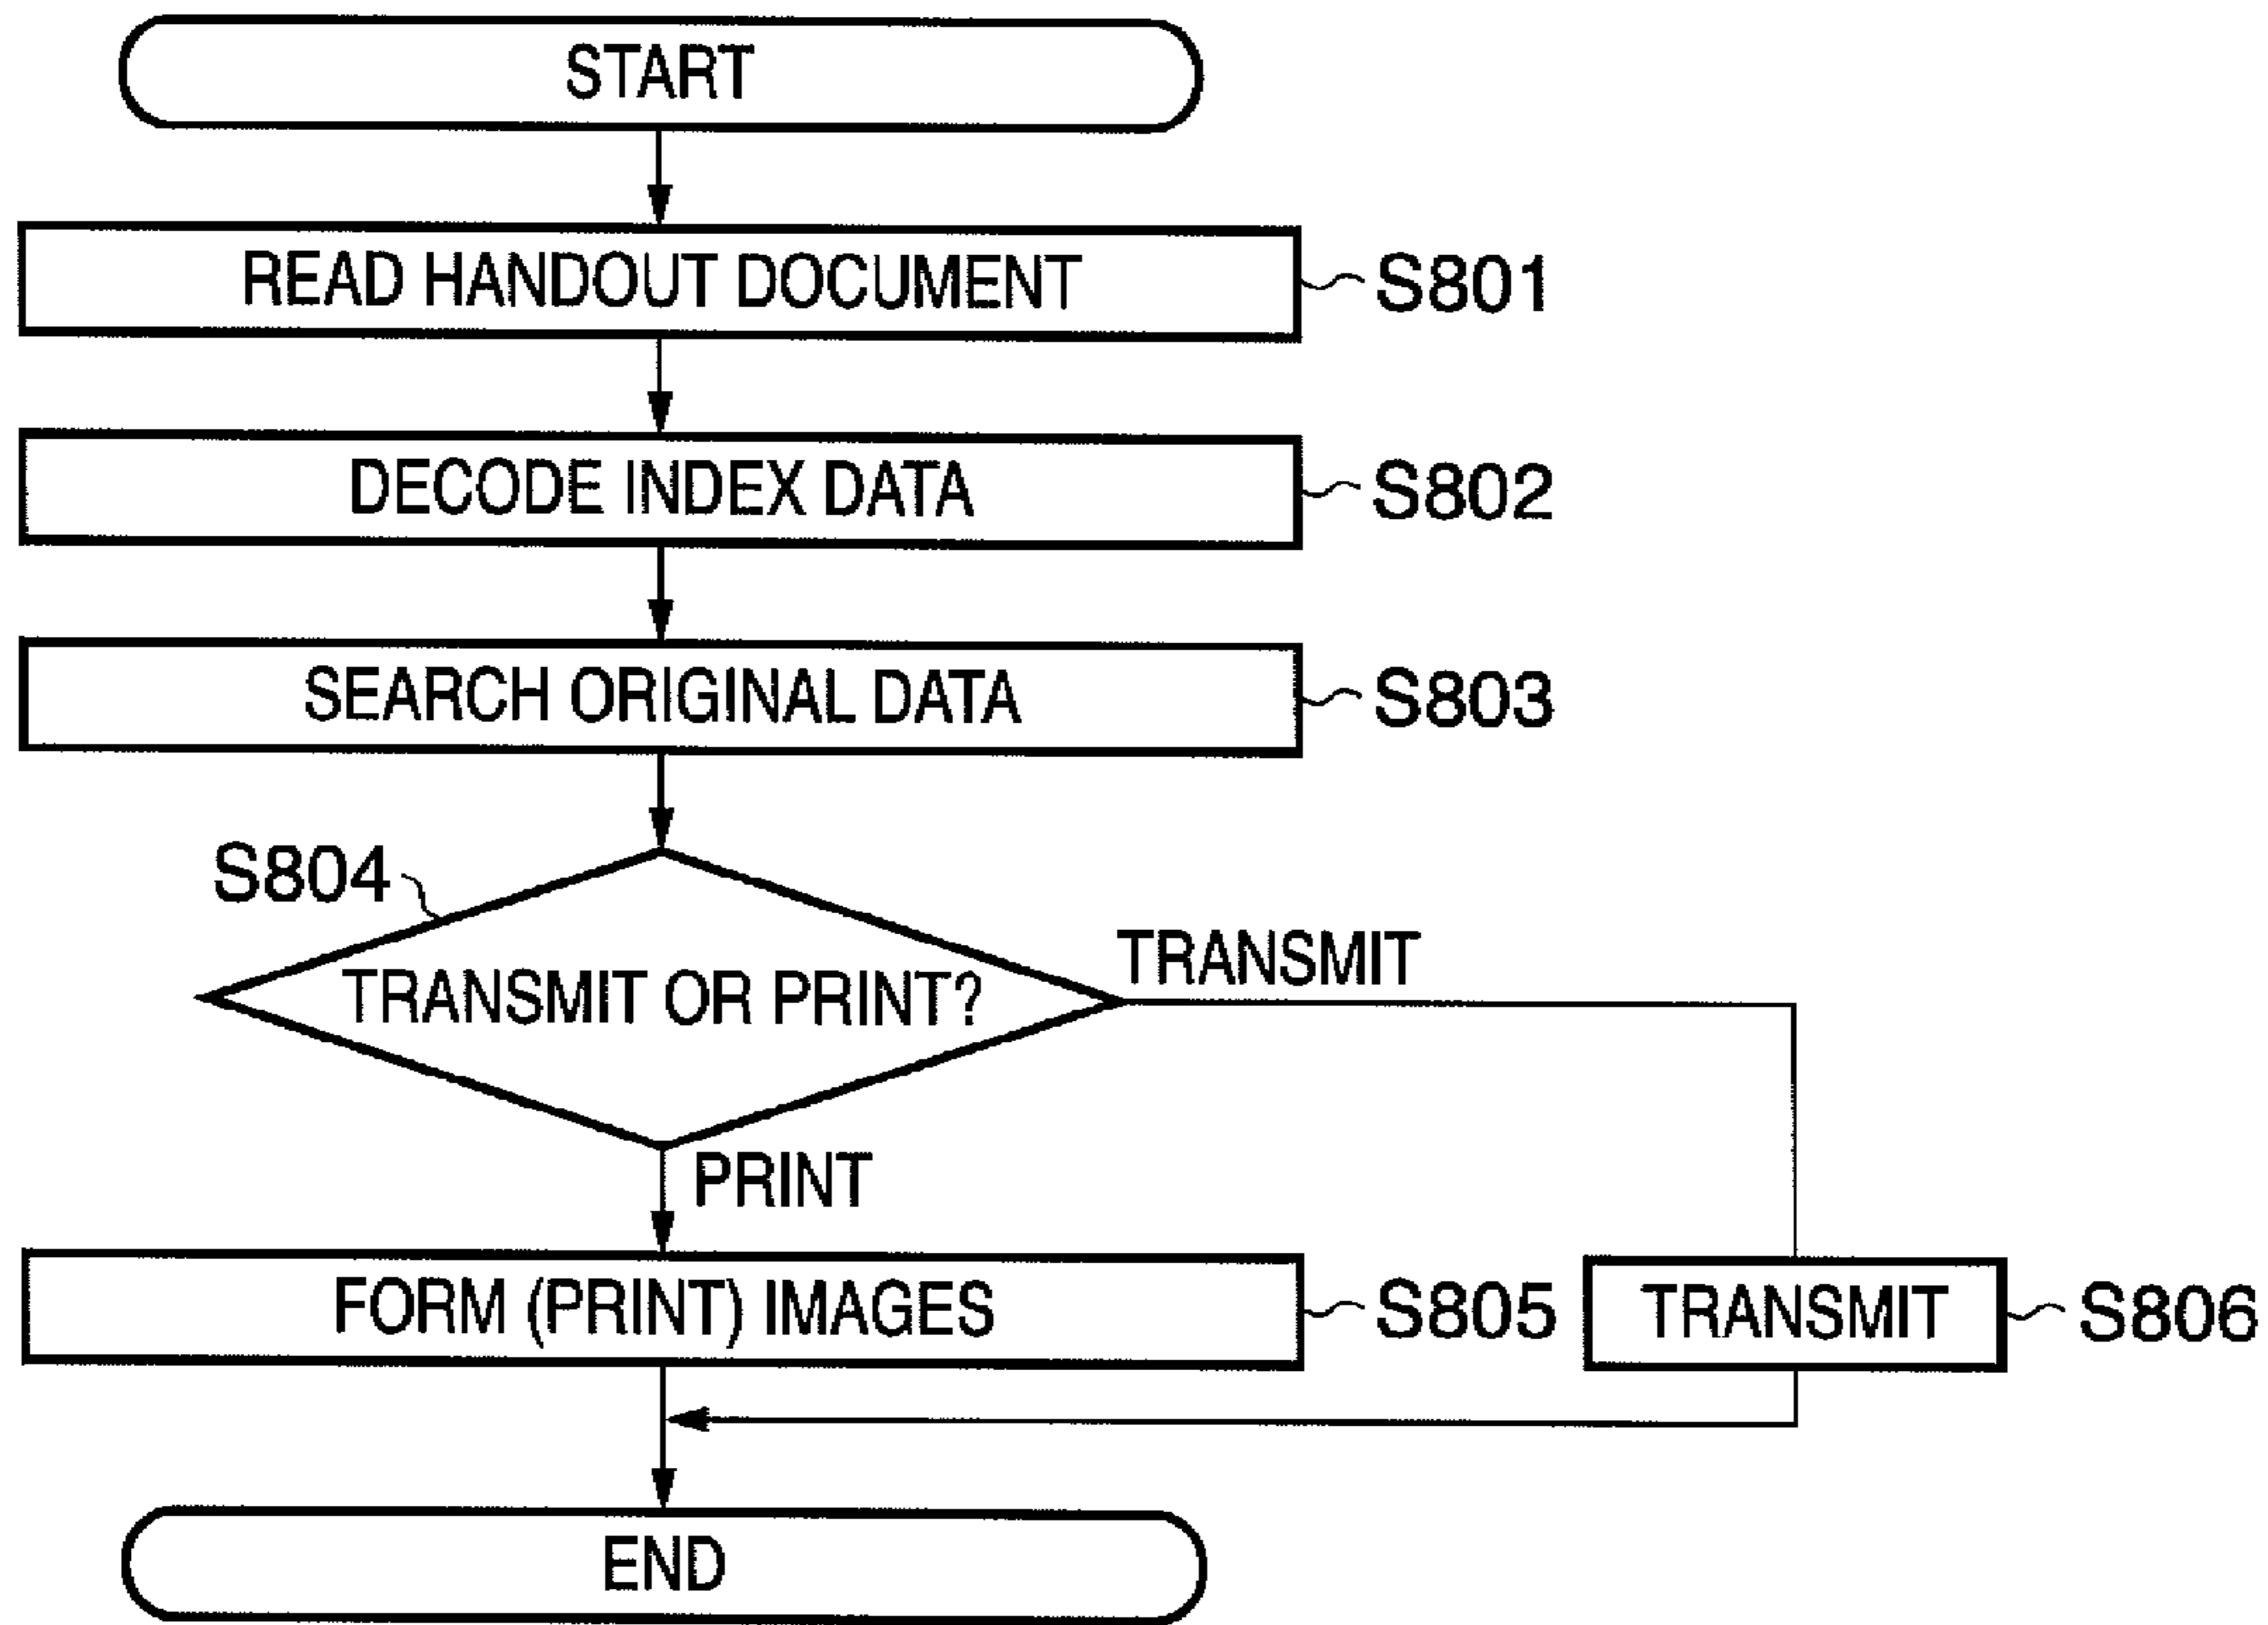 START
READ HANDOUT DOCUMENT
S801
DECODE INDEX DATA
S802
SEARCH ORIGINAL DATA
S803
S804
TRANSMIT OR PRINT?
TRANSMIT
PRINT
FORM (PRINT) IMAGES
S805
TRANSMIT
S806
END